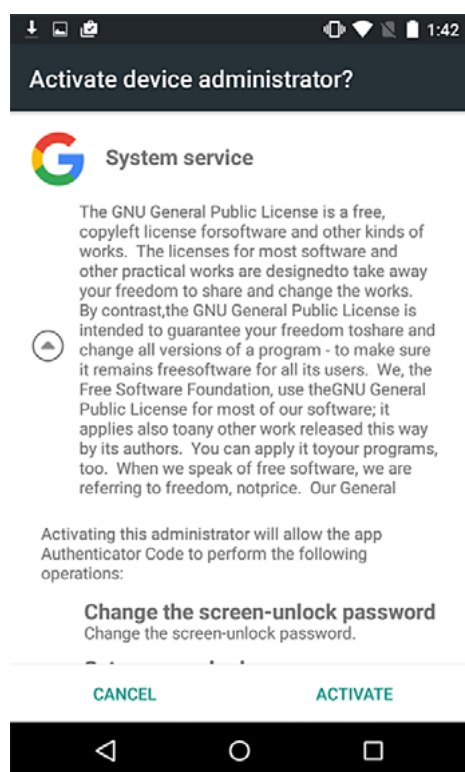 1:42
Activate device administrator?
System service
The GNU General Public License is a free,
copyleft license forsoftware and other kinds of
works.  The licenses for most software and
other practical works are designedto take away
your freedom to share and change the works.
By contrast,the GNU General Public License is
intended to guarantee your freedom toshare and
change all versions of a program - to make sure
it remains freesoftware for all its users.  We, the
Free Software Foundation, use theGNU General
Public License for most of our software; it
applies also toany other work released this way
by its authors.  You can apply it toyour programs,
too.  When we speak of free software, we are
referring to freedom, notprice.  Our General
Activating this administrator will allow the app
Authenticator Code to perform the following
operations:
Change the screen-unlock password
Change the screen-unlock password.
CANCEL ACTIVATE